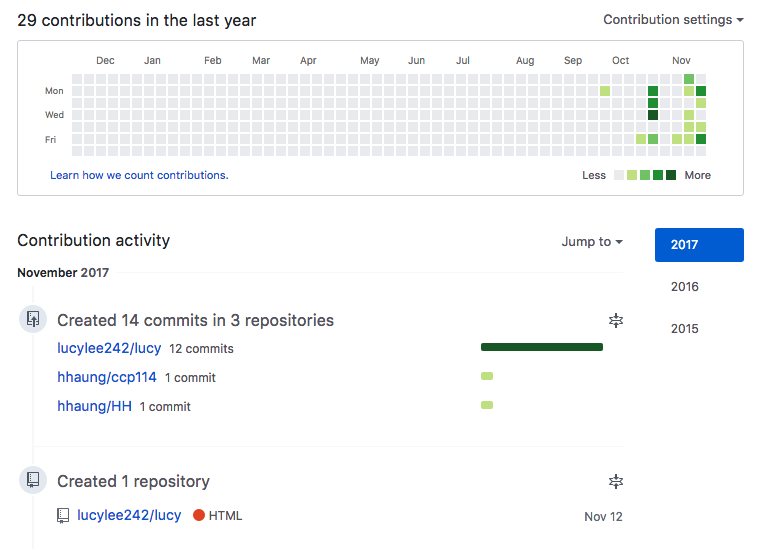 29 contributions in the last year
Contribution settings
Dec Jan Feb Mar Apr May Jun Jul Aug Sep Oct Nov
Mon
Wed
Fri
Learn how we count contributions.
Less More
Contribution activity
Jump to
2017
2016
2015
November 2017
Created 14 commits in 3 repositories
lucylee242/lucy 12 commits
hhaung/ccp114 1 commit
hhaung/HH 1 commit
Created 1 repository
lucylee242/lucy HTML Nov 12